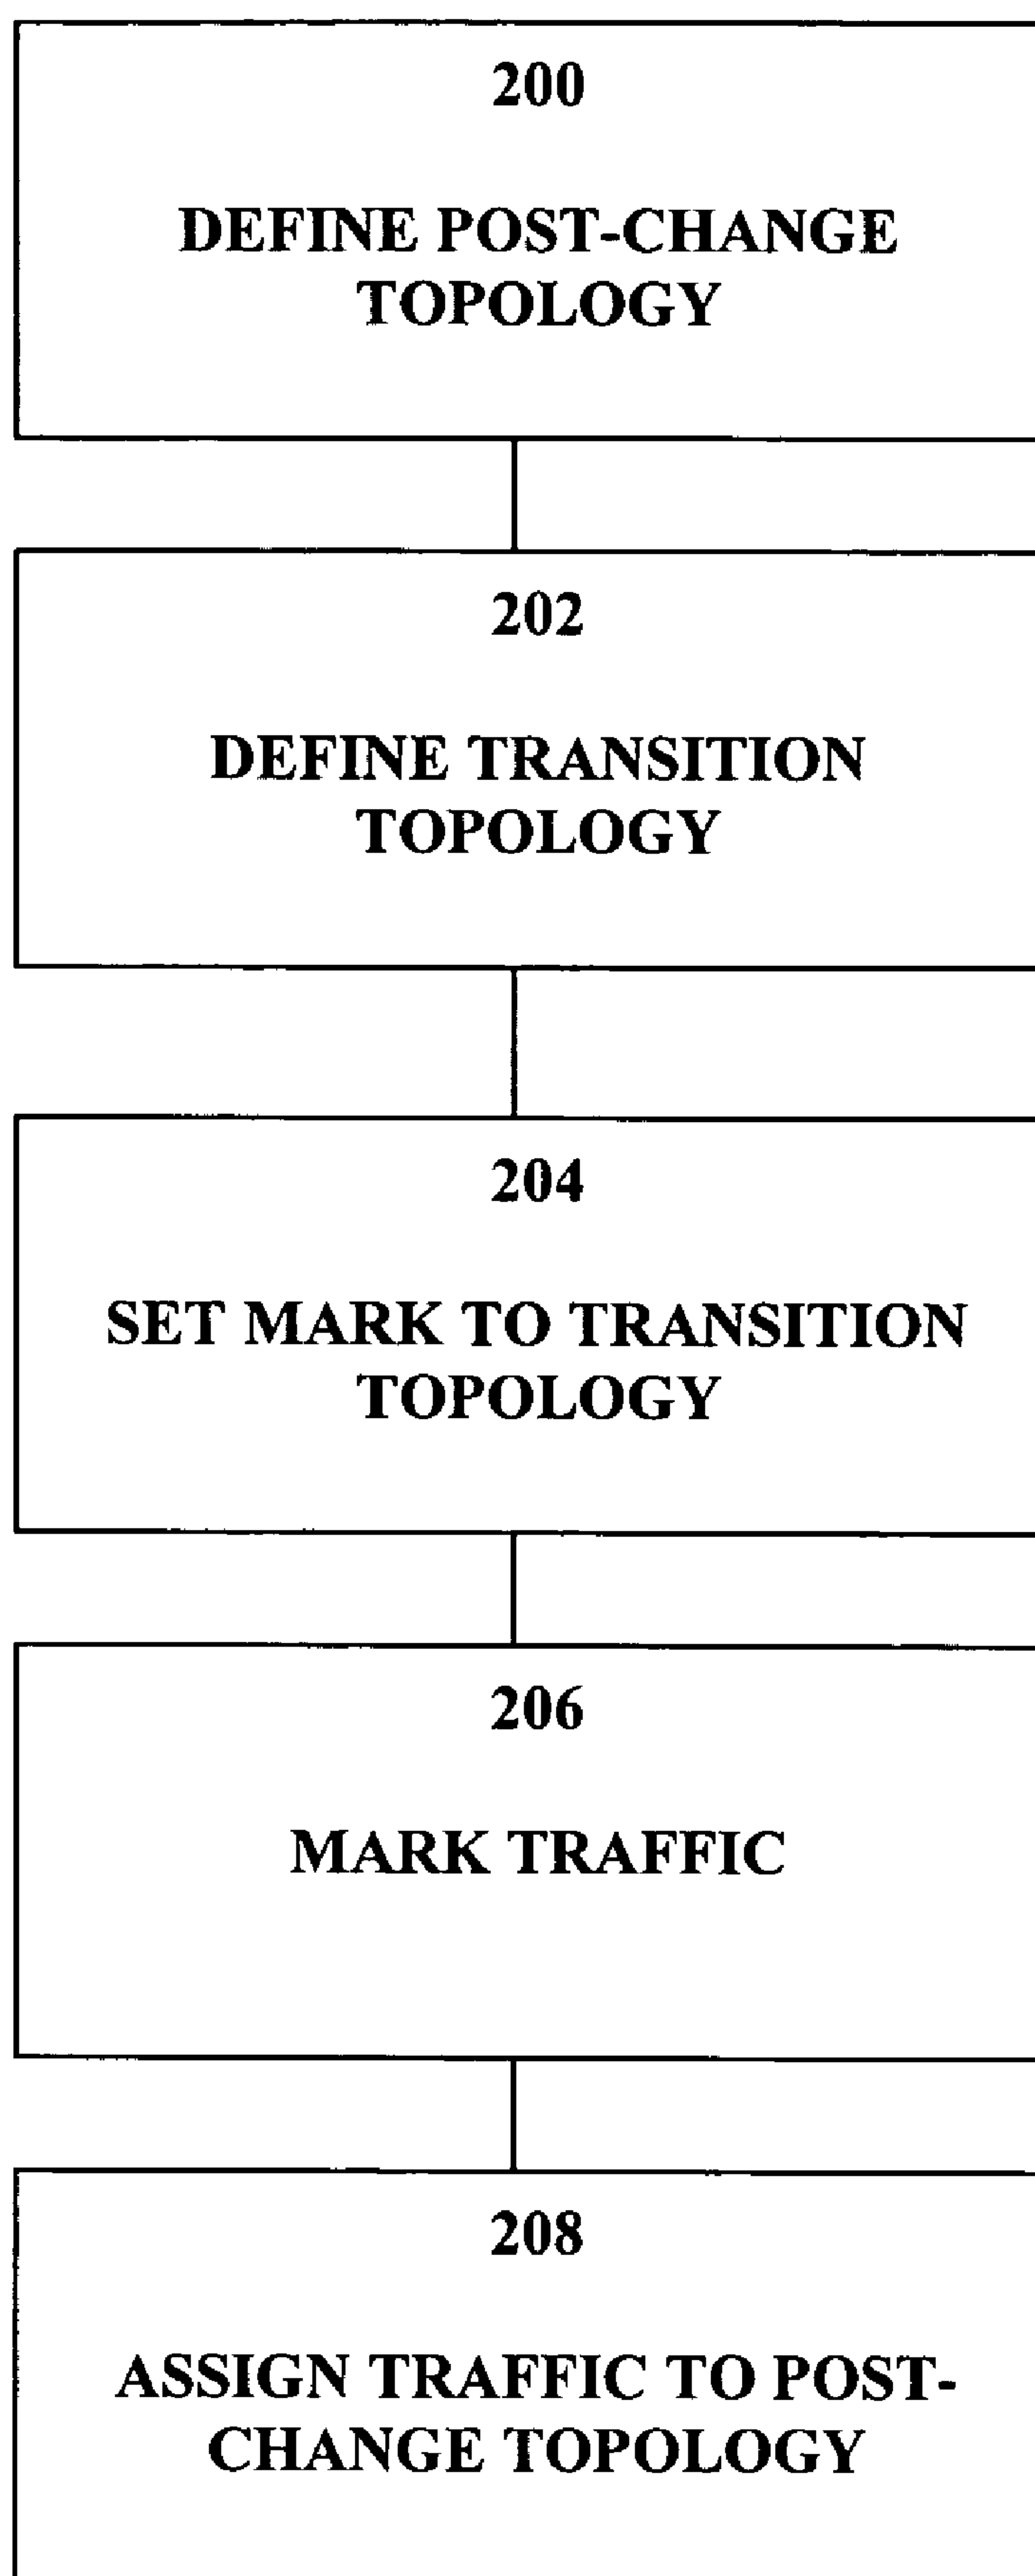 200
DEFINE POST-CHANGE
TOPOLOGY
202
DEFINE TRANSITION
TOPOLOGY
204
SET MARK TO TRANSITION
TOPOLOGY
206
MARK TRAFFIC
208
ASSIGN TRAFFIC TO POST-
CHANGE TOPOLOGY